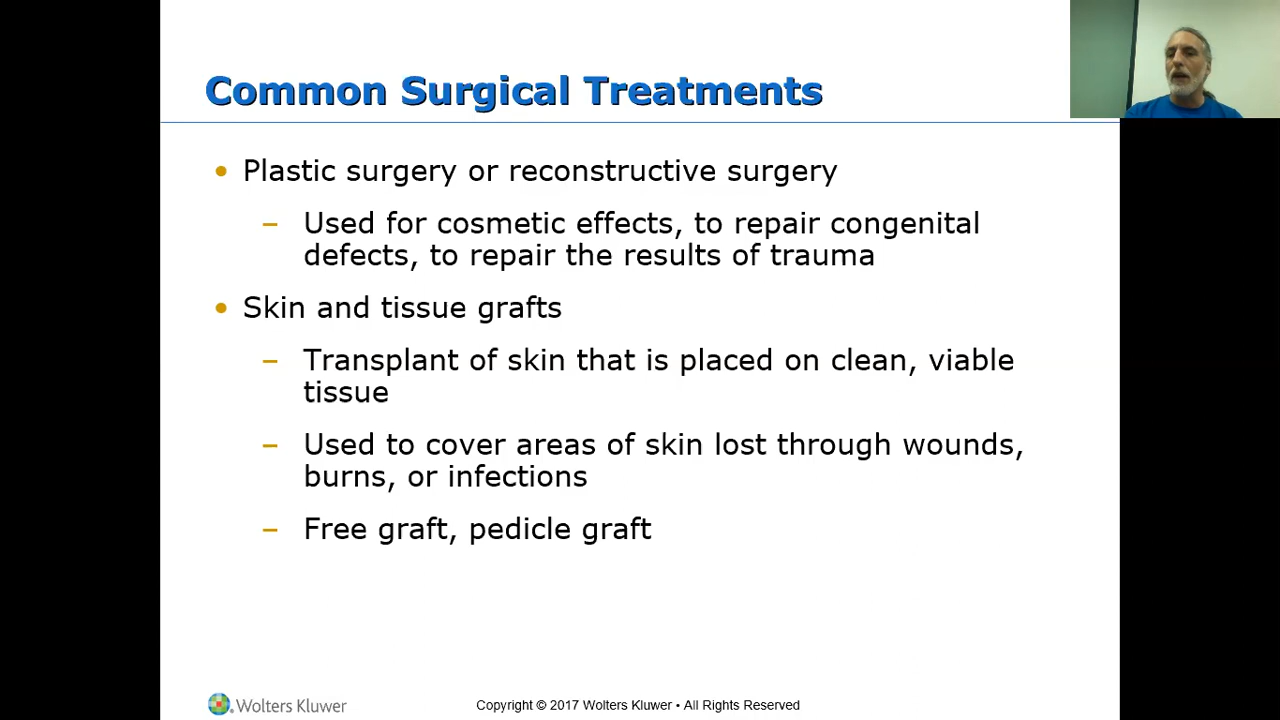 Common Surgical Treatments
• Plastic surgery or reconstructive surgery
– Used for cosmetic effects, to repair congenital
defects, to repair the results of trauma
• Skin and tissue grafts
– Transplant of skin that is placed on clean, viable
tissue
– Used to cover areas of skin lost through wounds,
burns, or infections
– Free graft, pedicle graft
Wolters Kluwer
Copyright © 2017 Wolters Kluwer • All Rights Reserved